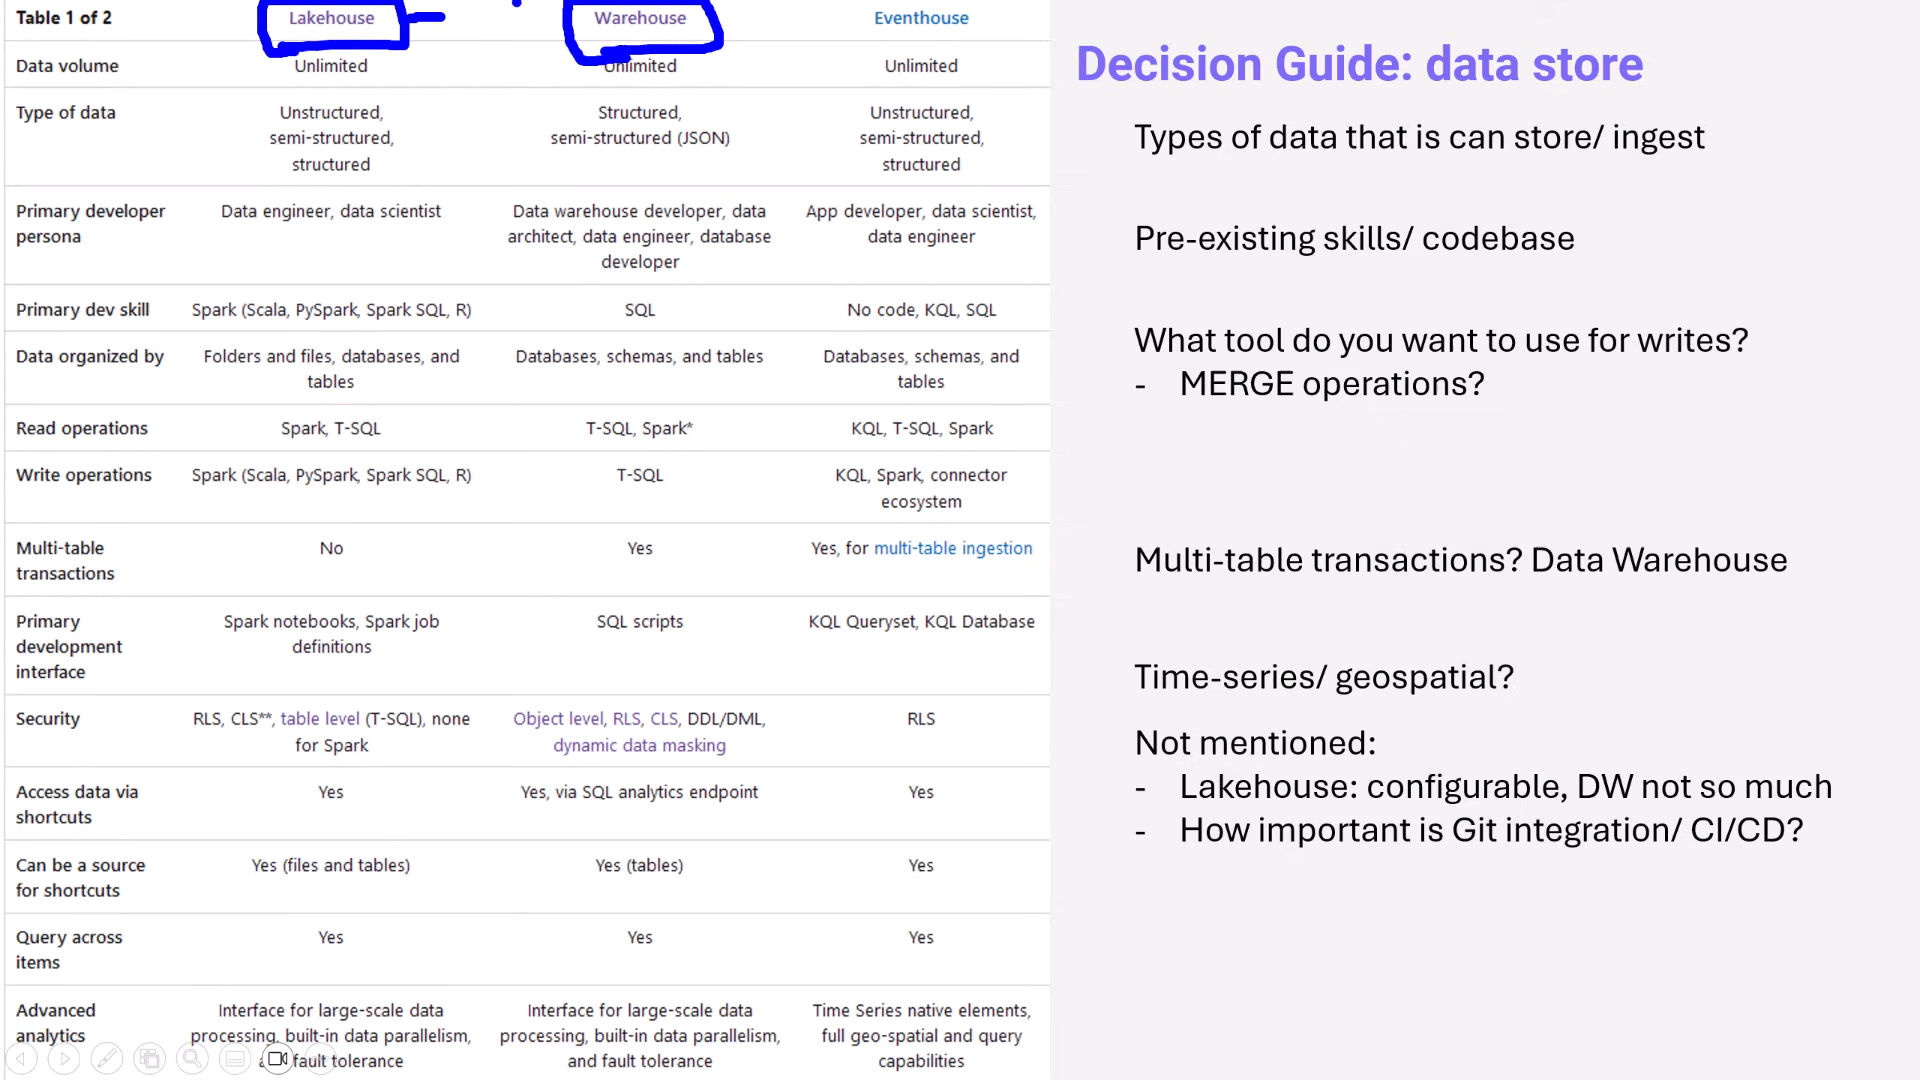 Table 1 of 2 Lakehouse Warehouse Eventhouse
Data volume Unlimited Unlimited Unlimited
Type of data Unstructured, semi-structured, structured Structured, semi-structured (JSON) Unstructured, semi-structured, structured
Primary developer persona Data engineer, data scientist Data warehouse developer, data architect, data engineer, database developer App developer, data scientist, data engineer
Primary dev skill Spark (Scala, PySpark, Spark SQL, R) SQL No code, KQL, SQL
Data organized by Folders and files, databases, and tables Databases, schemas, and tables Databases, schemas, and tables
Read operations Spark, T-SQL T-SQL, Spark* KQL, T-SQL, Spark
Write operations Spark (Scala, PySpark, Spark SQL, R) T-SQL KQL, Spark, connector ecosystem
Multi-table transactions No Yes Yes, for multi-table ingestion
Primary development interface Spark notebooks, Spark job definitions SQL scripts KQL Queryset, KQL Database
Security RLS, CLS**, table level (T-SQL), none for Spark Object level, RLS, CLS, DDL/DML, dynamic data masking RLS
Access data via shortcuts Yes Yes, via SQL analytics endpoint Yes
Can be a source for shortcuts Yes (files and tables) Yes (tables) Yes
Query across items Yes Yes Yes
Advanced analytics Interface for large-scale data processing, built-in data parallelism, fault tolerance Interface for large-scale data processing, built-in data parallelism, and fault tolerance Time Series native elements, full geo-spatial and query capabilities
Decision Guide: data store
Types of data that is can store/ ingest
Pre-existing skills/ codebase
What tool do you want to use for writes?
- MERGE operations?
Multi-table transactions? Data Warehouse
Time-series/ geospatial?
Not mentioned:
- Lakehouse: configurable, DW not so much
- How important is Git integration/ CI/CD?